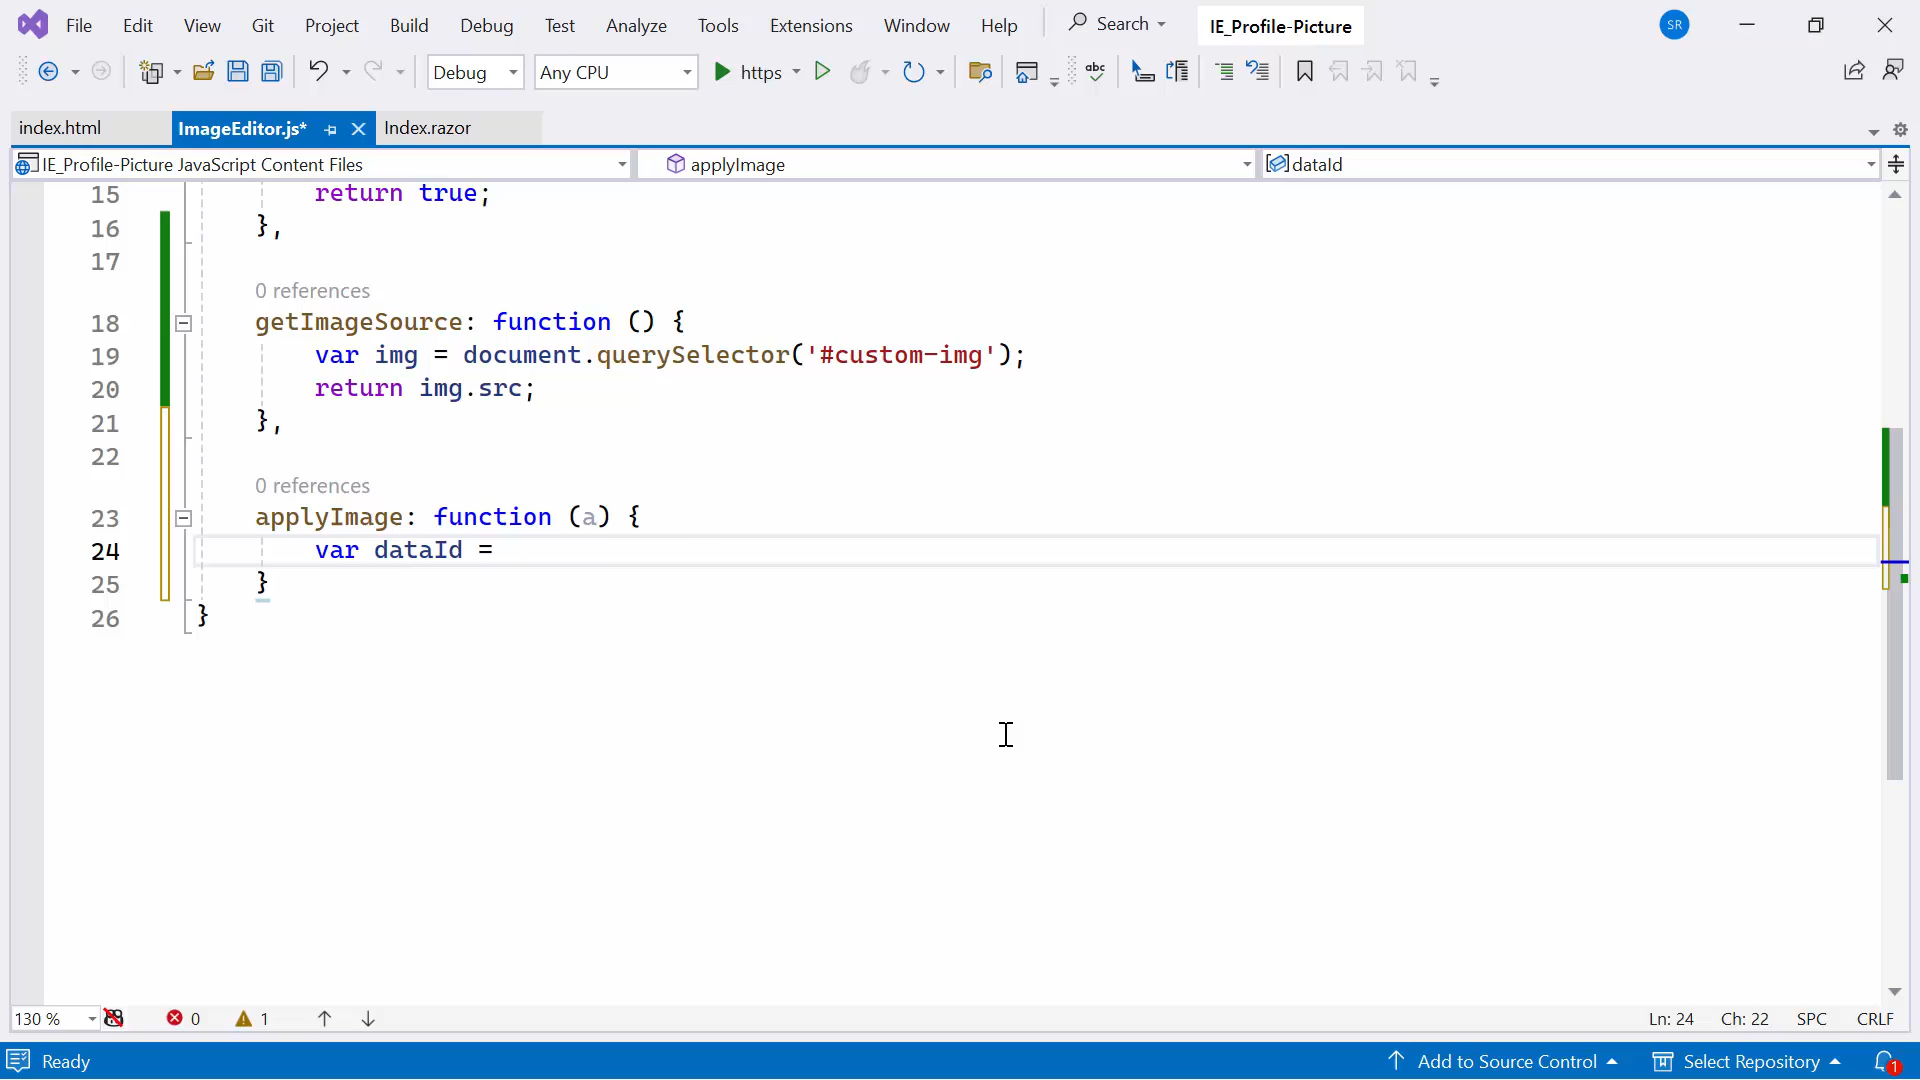 File Edit View Git Project Build Debug Test Analyze Tools Extensions Window Help Search IE_Profile-Picture SR
Debug Any CPU https abc
index.html ImageEditor.js* Index.razor
IE_Profile-Picture JavaScript Content Files applyImage dataId
15 return true;
16 },
17
0 references
18 getImageSource: function () {
19 var img = document.querySelector('#custom-img');
20 return img.src;
21 },
22
0 references
23 applyImage: function (a) {
24 var dataId =
25 }
26 }
130 % 0 1 Ln: 24 Ch: 22 SPC CRLF
Ready Add to Source Control Select Repository 1